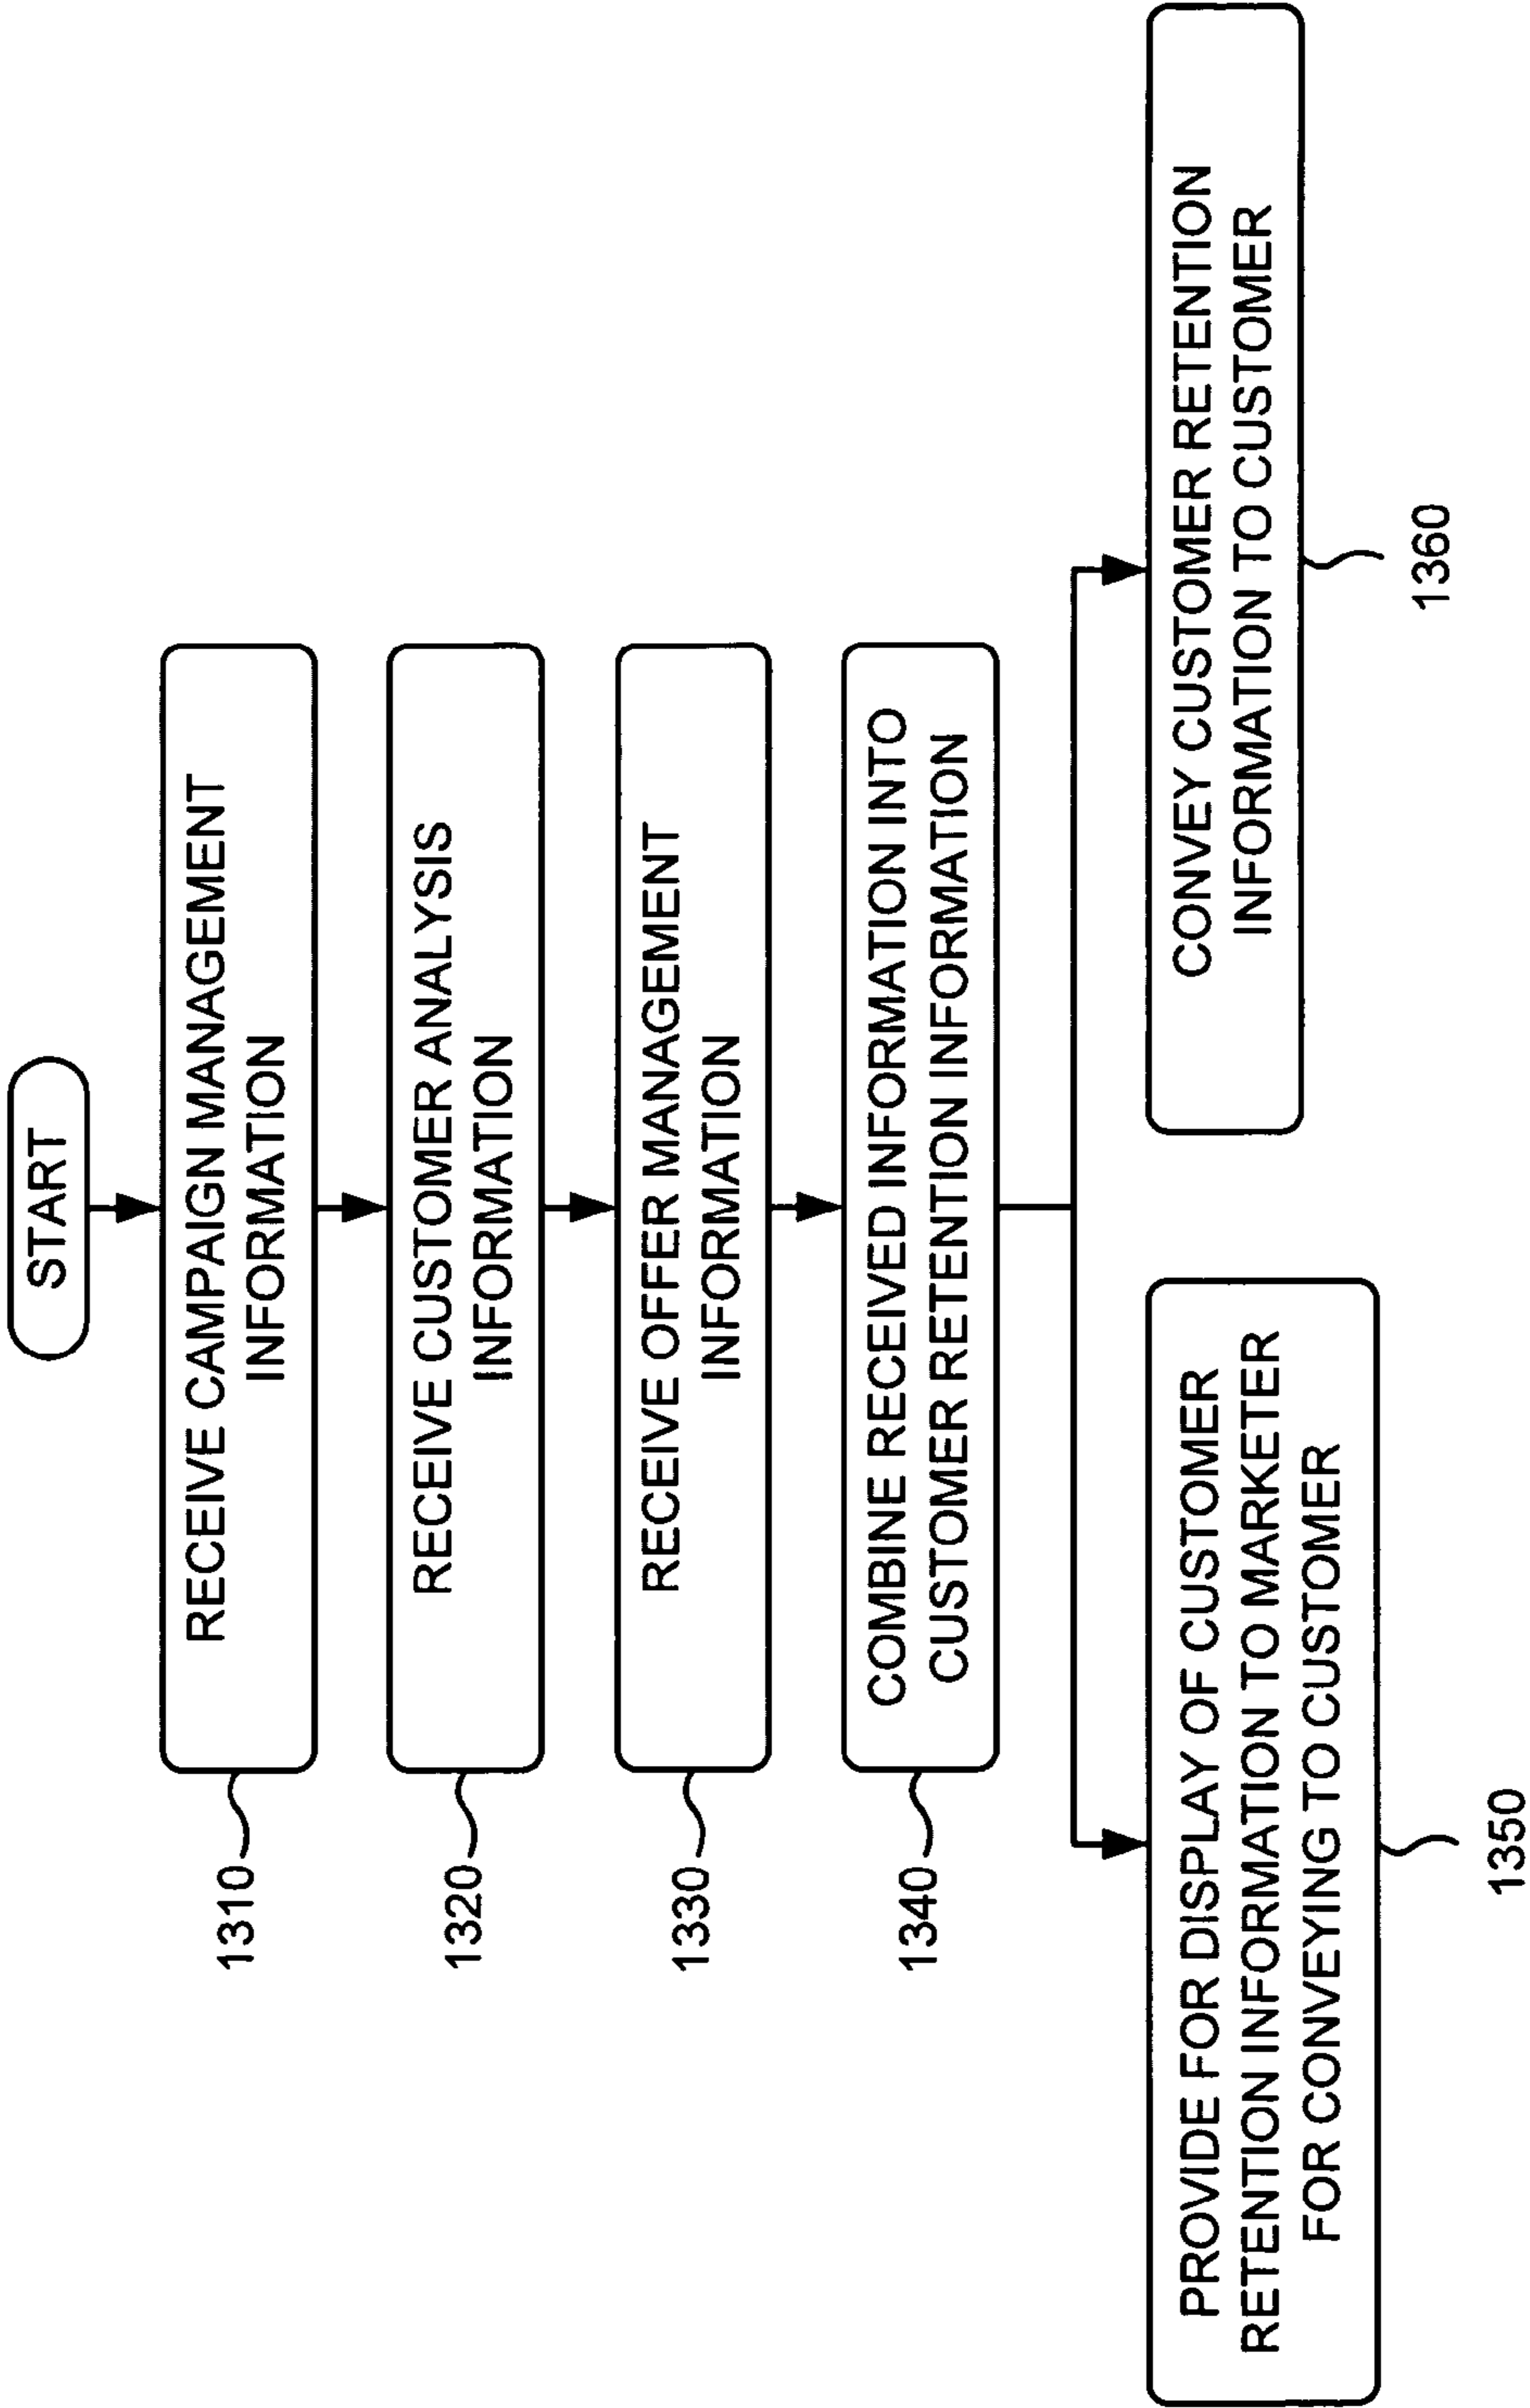 START
1310
RECEIVE CAMPAIGN MANAGEMENT
INFORMATION
1320
RECEIVE CUSTOMER ANALYSIS
INFORMATION
1330
RECEIVE OFFER MANAGEMENT
INFORMATION
1340
COMBINE RECEIVED INFORMATION INTO
CUSTOMER RETENTION INFORMATION
PROVIDE FOR DISPLAY OF CUSTOMER
RETENTION INFORMATION TO MARKETER
FOR CONVEYING TO CUSTOMER
1350
CONVEY CUSTOMER RETENTION
INFORMATION TO CUSTOMER
1360